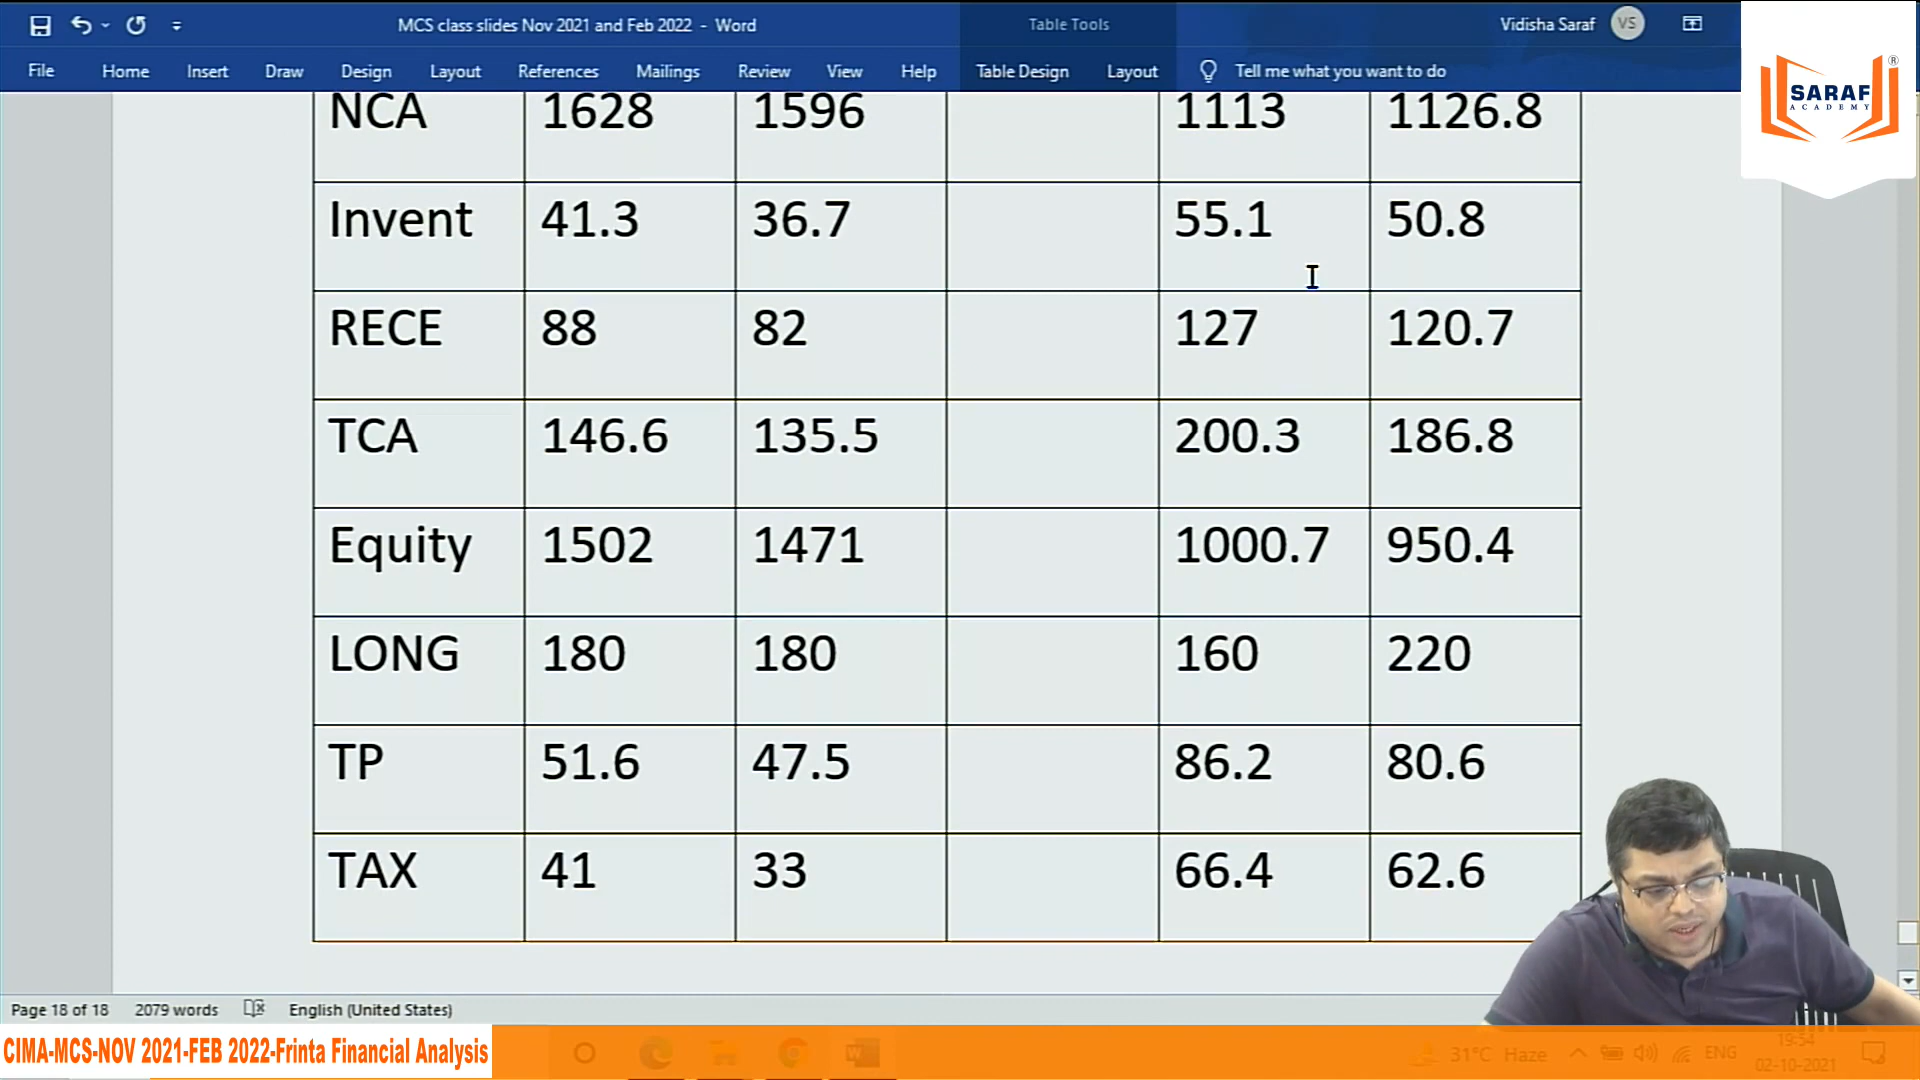 MCS class slides Nov 2021 and Feb 2022 - Word
Table Tools
Vidisha Saraf
VS
File Home Insert Draw Design Layout References Mailings Review View Help Table Design Layout Tell me what you want to do
SARAF
ACADEMY
®
NCA 1628 1596 1113 1126.8
Invent 41.3 36.7 55.1 50.8
RECE 88 82 127 120.7
TCA 146.6 135.5 200.3 186.8
Equity 1502 1471 1000.7 950.4
LONG 180 180 160 220
TP 51.6 47.5 86.2 80.6
TAX 41 33 66.4 62.6
Page 18 of 18 2079 words English (United States)
CIMA-MCS-NOV 2021-FEB 2022-Frinta Financial Analysis
31°C Haze ENG
19:54
02-10-2021